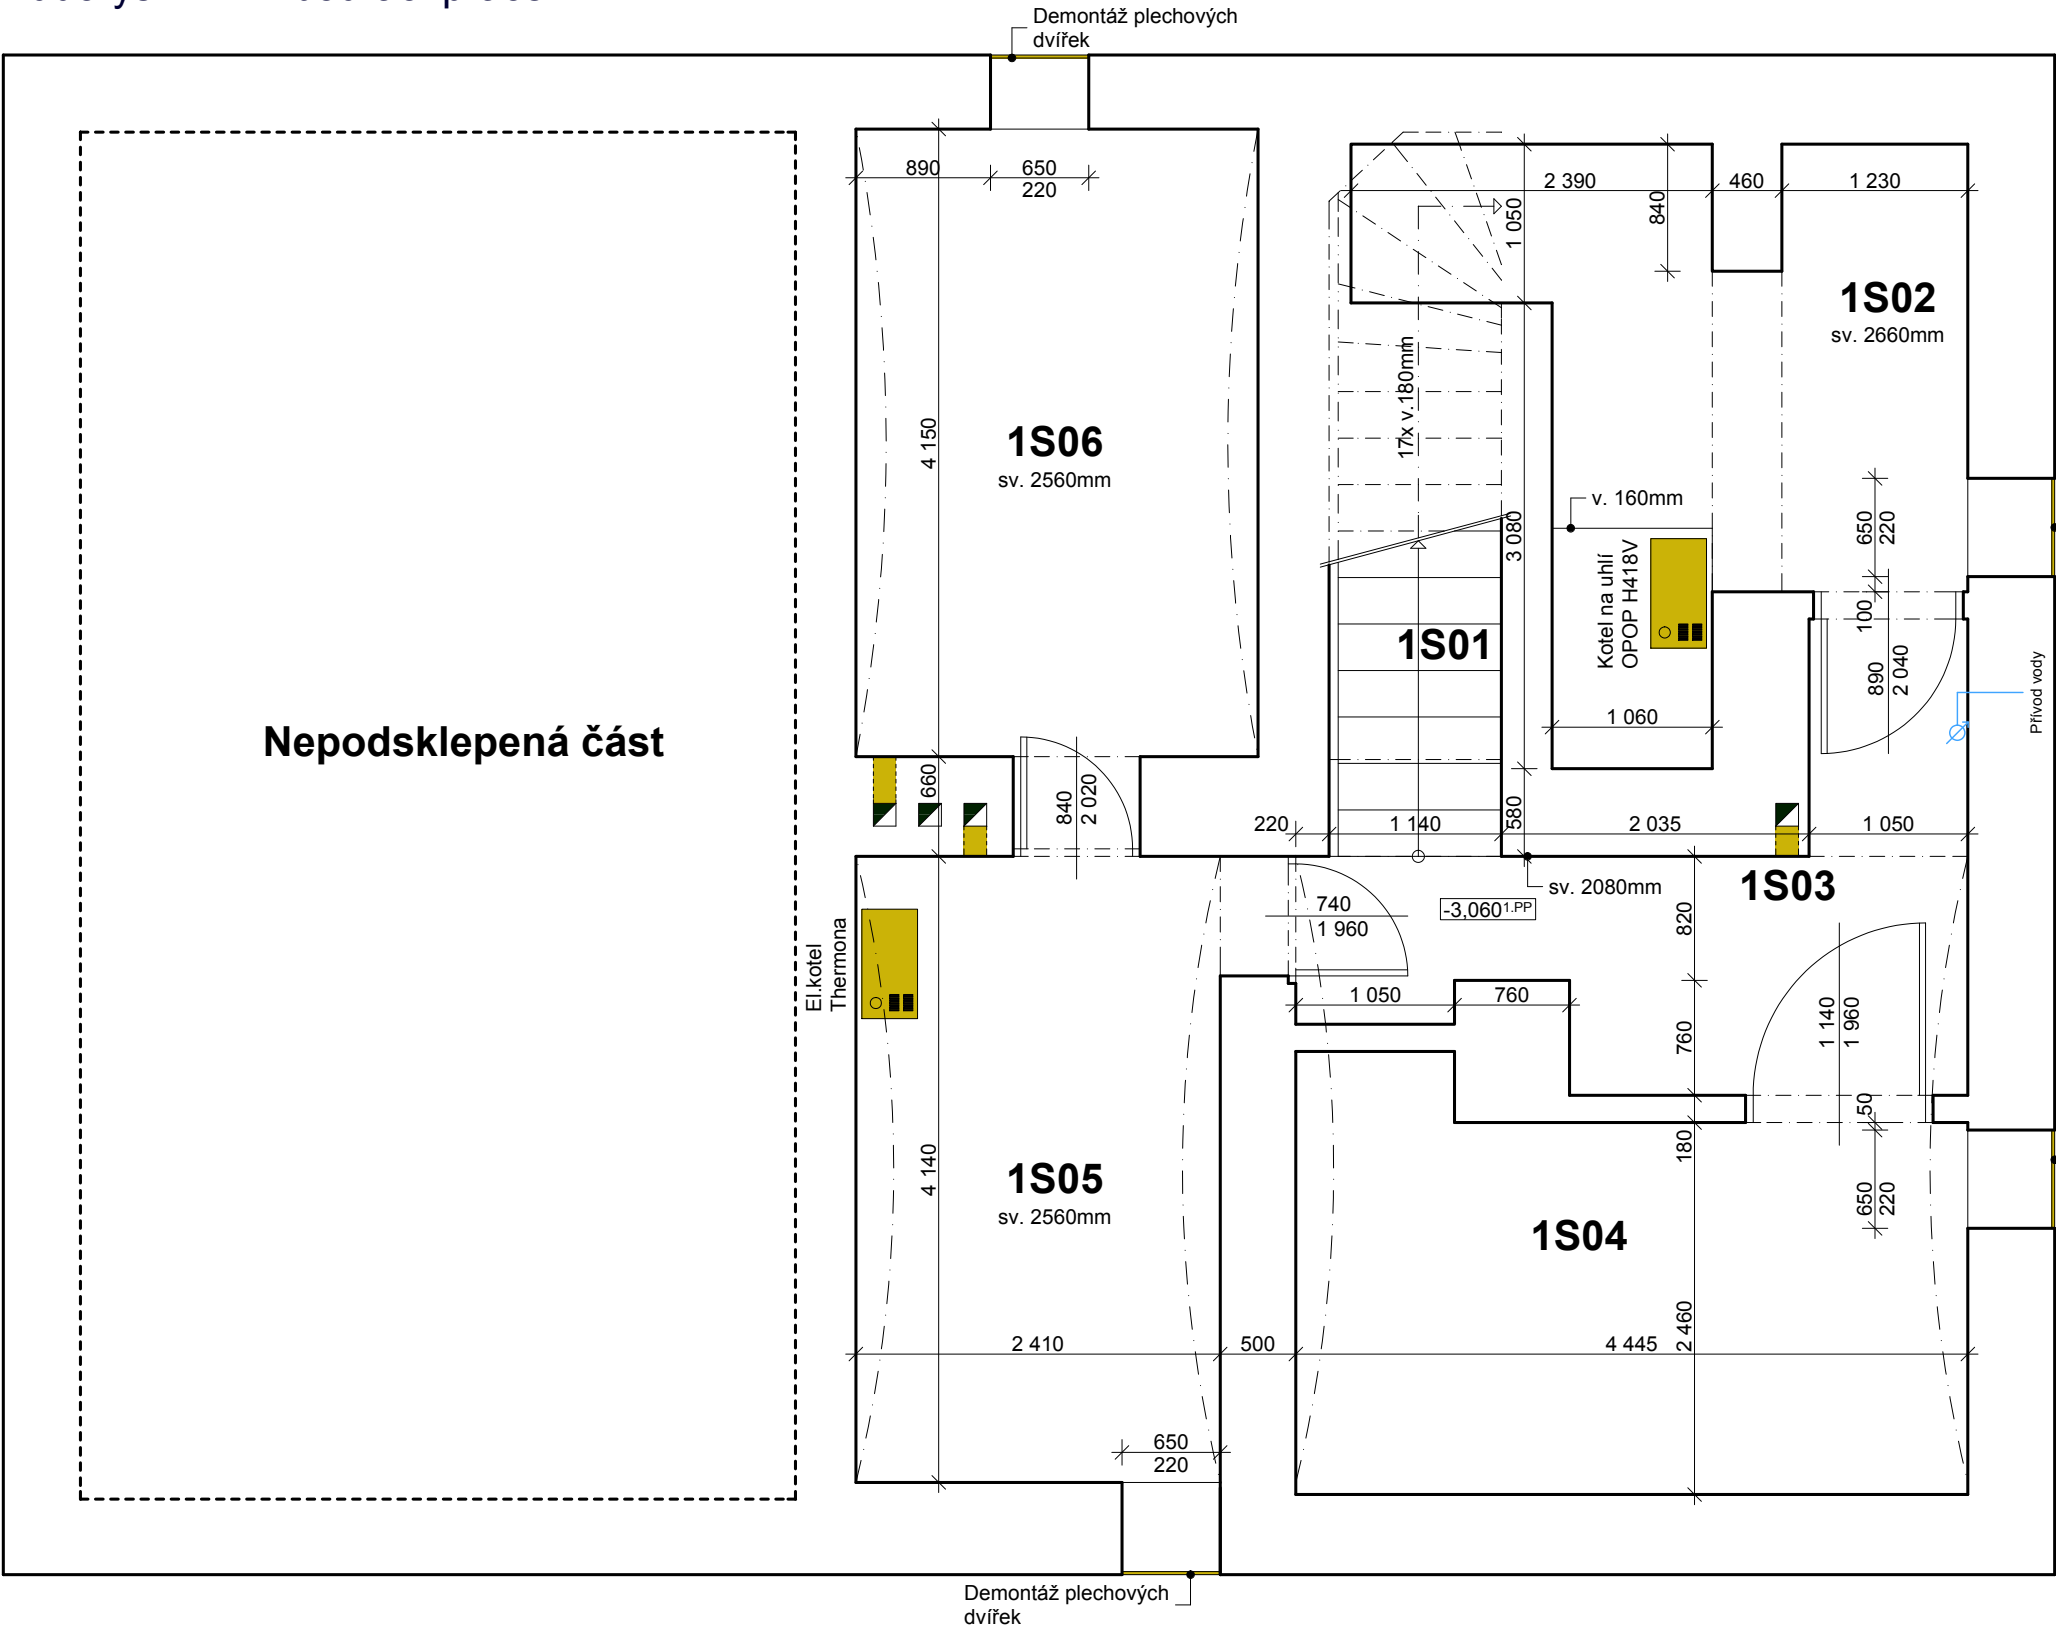 Demontáž plechových
dvířek
890
650
220
2 390
460
1 230
840
1 050
1S02
sv. 2660mm
17x v.180mm
4 150
1S06
sv. 2560mm
v. 160mm
3 080
650
220
Kotel na uhlí
OPOP H418V
100
1S01
890
2 040
Přívod vody
1 060
Nepodsklepená část
660
840
2 020
220
1 140
580
2 035
1 050
sv. 2080mm
1S03
740
1 960
-3,060 1.PP
820
El.kotel
Thermona
1 050
760
760
1 140
1 960
50
180
4 140
1S05
sv. 2560mm
650
220
1S04
2 460
2 410
500
4 445
650
220
Demontáž plechových
dvířek